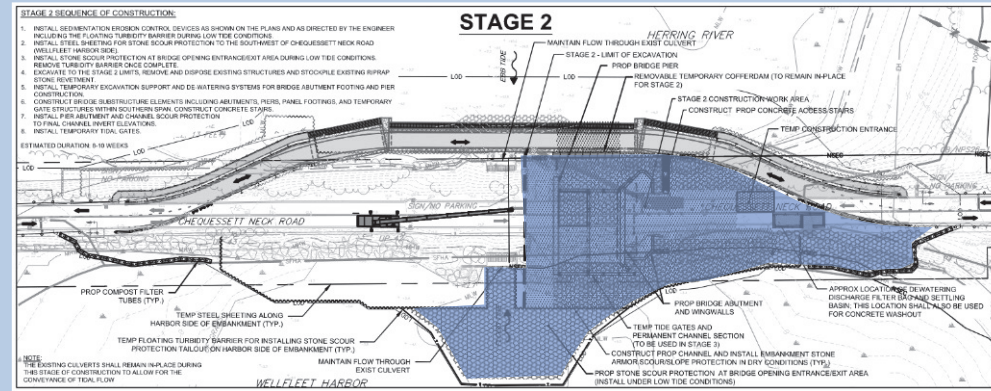 STAGE 2 SEQUENCE OF CONSTRUCTION:
1. INSTALL SEDIMENTATION EROSION CONTROL DEVICES AS SHOWN ON THE PLANS AND AS DIRECTED BY THE ENGINEER
INCLUDING THE FLOATING TURBIDITY BARRIER DURING LOW TIDE CONDITIONS.
2. INSTALL STEEL SHEETING FOR STONE SCOUR PROTECTION TO THE SOUTHWEST OF CHEQUESSETT NECK ROAD
(WELLFLEET HARBOR SIDE).
3. INSTALL STONE SCOUR PROTECTION AT BRIDGE OPENING ENTRANCE/EXIT AREA DURING LOW TIDE CONDITIONS.
REMOVE TURBIDITY BARRIER ONCE COMPLETE.
4. EXCAVATE TO THE STAGE 2 LIMITS, REMOVE AND DISPOSE EXISTING STRUCTURES AND STOCKPILE EXISTING RIPRAP
STONE REVETMENT.
5. INSTALL TEMPORARY EXCAVATION SUPPORT AND DE-WATERING SYSTEMS FOR BRIDGE ABUTMENT FOOTING AND PIER
CONSTRUCTION.
6. CONSTRUCT BRIDGE SUBSTRUCTURE ELEMENTS INCLUDING ABUTMENTS, PIERS, PANEL FOOTINGS, AND TEMPORARY
GATE STRUCTURES WITHIN SOUTHERN SPAN. CONSTRUCT CONCRETE STAIRS.
7. INSTALL PIER ABUTMENT AND CHANNEL SCOUR PROTECTION
TO FINAL CHANNEL INVERT ELEVATIONS.
8. INSTALL TEMPORARY TIDAL GATES.
ESTIMATED DURATION:
STAGE 2
HERRING RIVER
EBB TIDE
MAINTAIN FLOW THROUGH EXIST CULVERT
STAGE 2 - LIMIT OF EXCAVATION
PROP BRIDGE PIER
REMOVABLE TEMPORARY COFFERDAM (TO REMAIN IN-PLACE
FOR STAGE 2)
STAGE 2 CONSTRUCTION WORK AREA
CONSTRUCT PROP CONCRETE ACCESS STAIRS
TEMP CONSTRUCTION ENTRANCE
LOD
LOD
LOD
LOD
SIGN/NO PARKING
SIGN/
NO PARKING
CHEQUESSETT NECK ROAD
CHEQUESSETT NECK ROAD
PROP COMPOST FILTER
TUBES (TYP.)
TEMP STEEL SHEETING ALONG
HARBOR SIDE OF EMBANKMENT (TYP.)
TEMP FLOATING TURBIDITY BARRIER FOR INSTALLING STONE SCOUR
PROTECTION TAILOUT ON HARBOR SIDE OF EMBANKMENT (TYP.)
MAINTAIN FLOW THROUGH
EXIST CULVERT
APPROX LOCATION OF DEWATERING
DISCHARGE FILTER BAG AND SETTLING
BASIN; THIS LOCATION SHALL ALSO BE USED
FOR CONCRETE WASHOUT
PROP BRIDGE ABUTMENT
AND WINGWALLS
TEMP TIDE GATES AND
PERMANENT CHANNEL SECTION
(TO BE USED IN STAGE 3)
CONSTRUCT PROP CHANNEL AND INSTALL EMBANKMENT STONE
ARMOR SCOUR/SLOPE PROTECTION IN DRY CONDITIONS (TYP.)
PROP STONE SCOUR PROTECTION AT BRIDGE OPENING ENTRANCE/EXIT AREA
(INSTALL UNDER LOW TIDE CONDITIONS)
NOTE:
THE EXISTING CULVERTS SHALL REMAIN IN-PLACE DURING
THIS STAGE OF CONSTRUCTION TO ALLOW FOR THE
CONVEYANCE OF TIDAL FLOW
WELLFLEET HARBOR